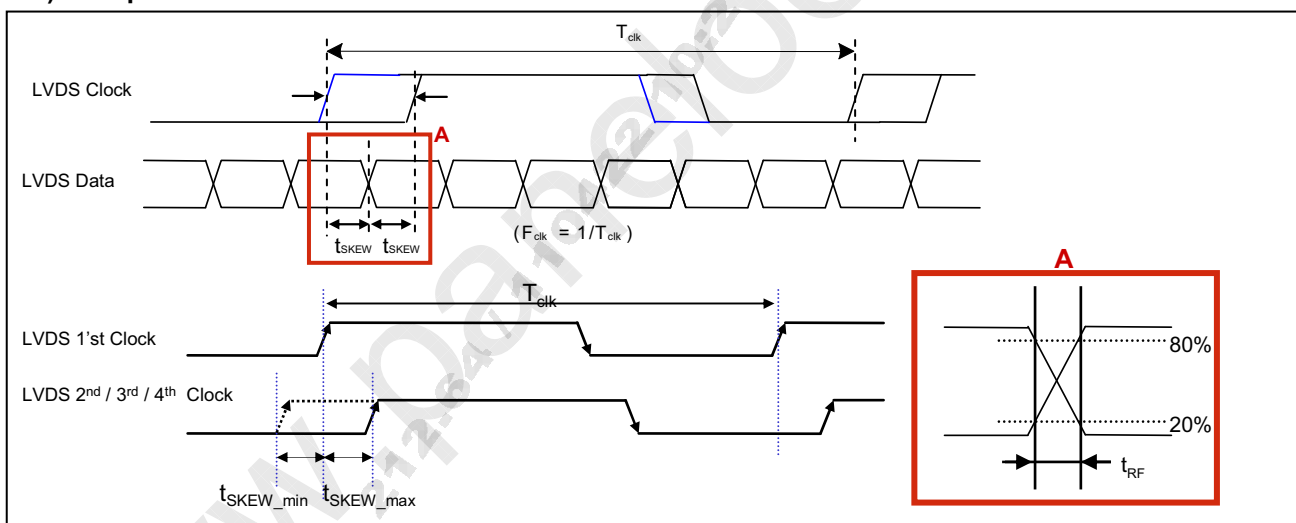 Tclk
LVDS Clock
A
LVDS Data
tSKEW tSKEW
(Fclk = 1/Tclk)
A
Tclk
LVDS 1'st Clock
80%
LVDS 2nd / 3rd / 4th Clock
20%
tRF
tSKEW_min tSKEW_max